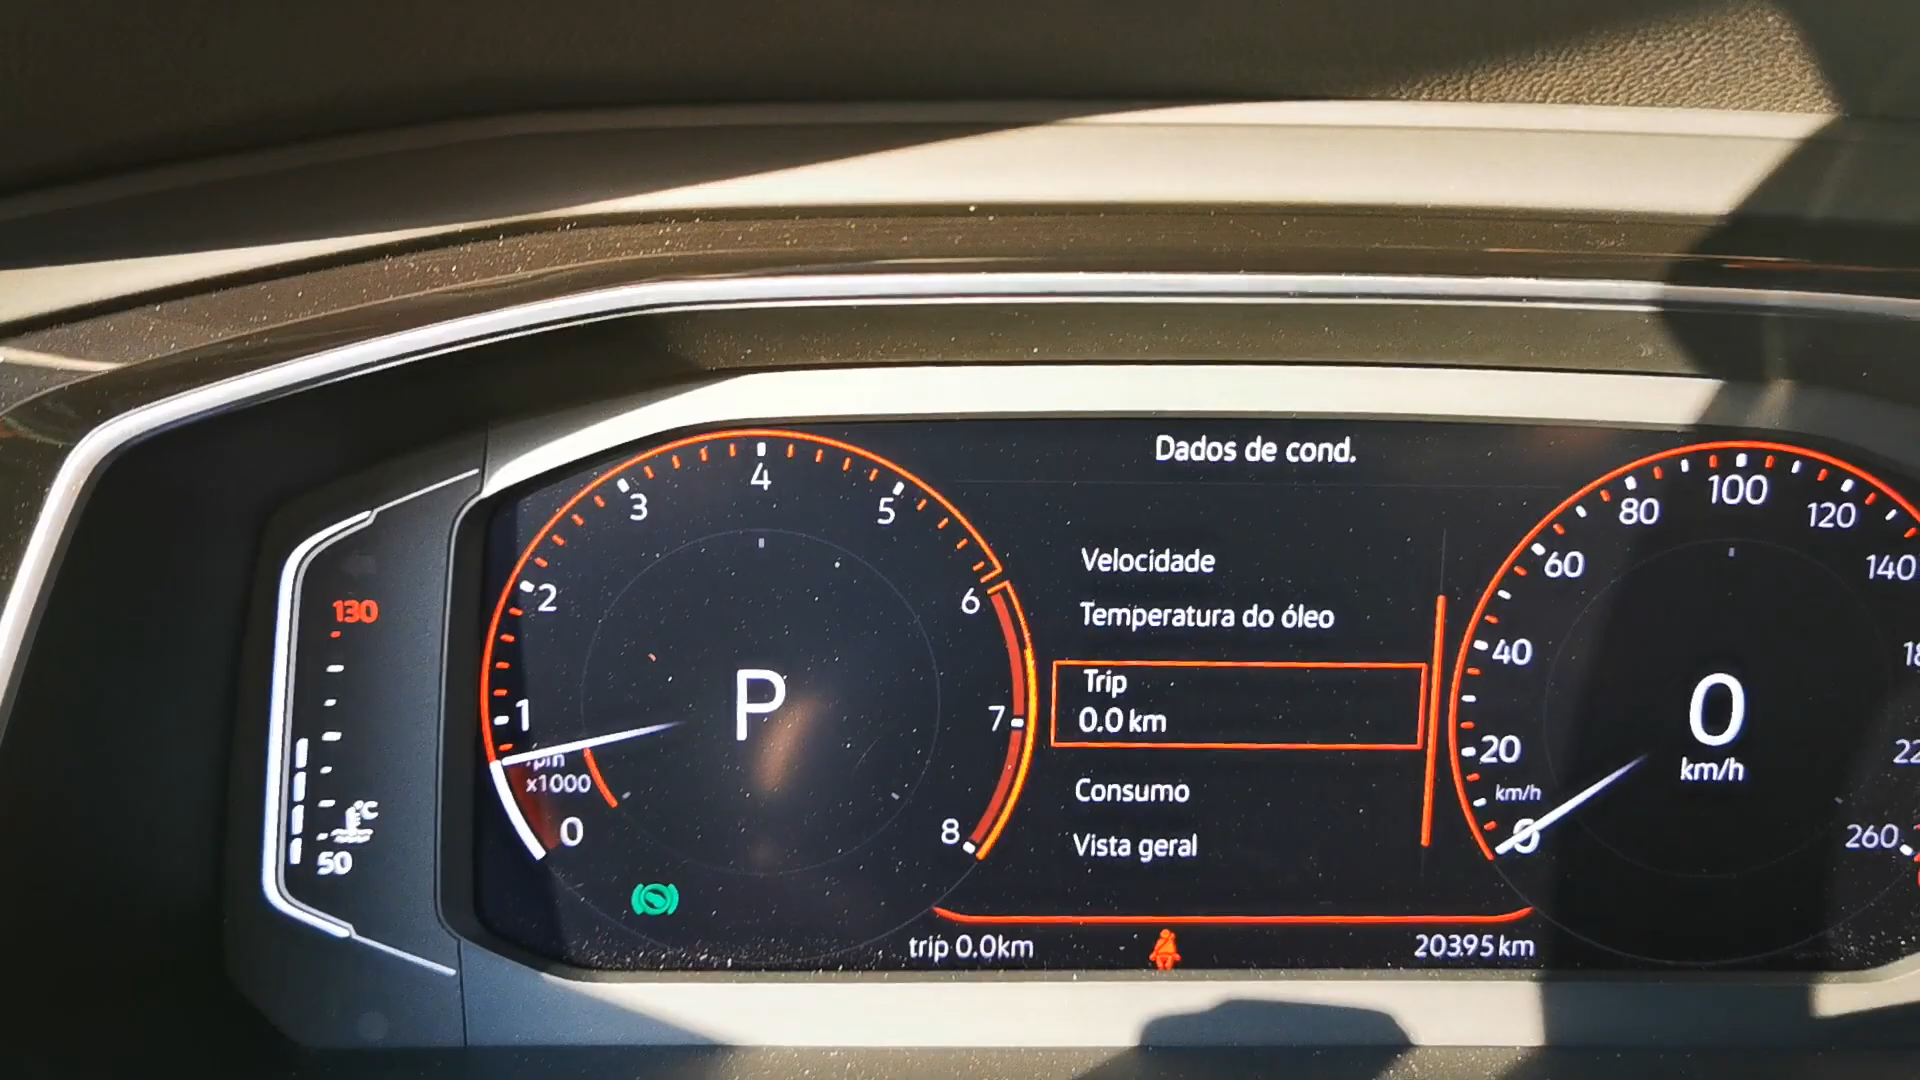 Dados de cond.
Velocidade
Temperatura do óleo
Trip
0.0 km
Consumo
Vista geral
trip 0.0km
20395 km
130
50
°C
0
1
2
3
4
5
6
7
8
x1000
P
0
20
40
60
80
100
120
140
260
km/h
0
km/h